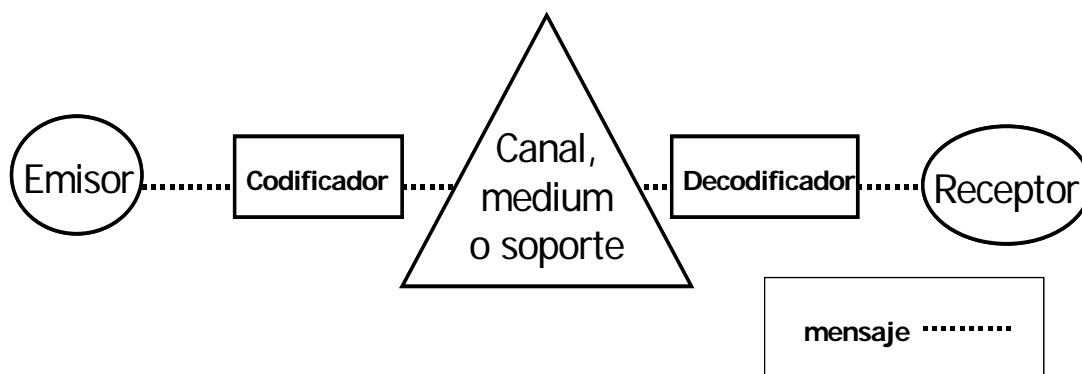 Emisor
Codificador
Canal,
medium
o soporte
Decodificador
Receptor
mensaje